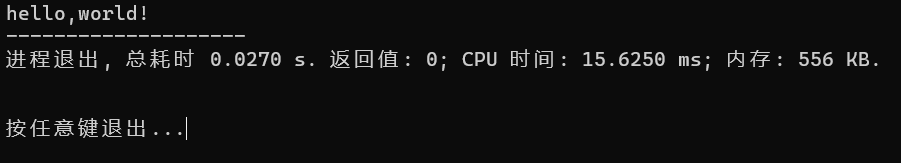 hello,world!
--------------------
进程退出, 总耗时 0.0270 s. 返回值: 0; CPU 时间: 15.6250 ms; 内存: 556 KB.
按任意键退出...